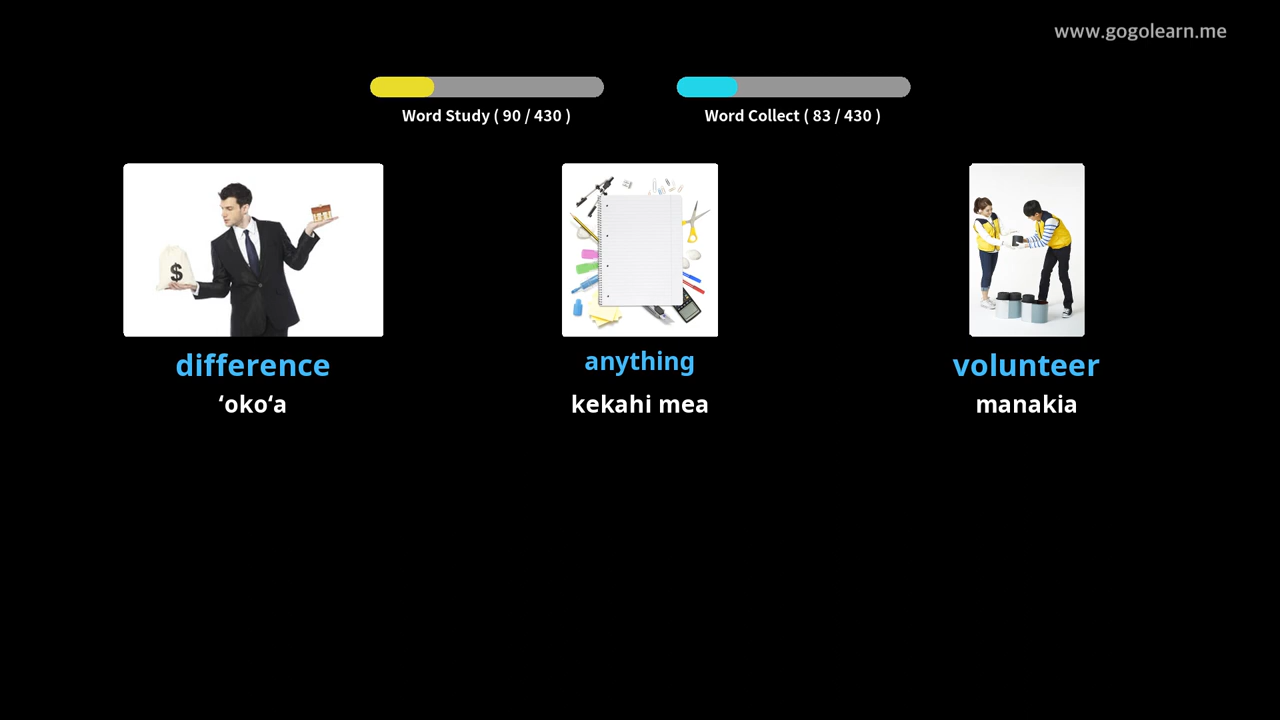 www.gogolearn.me
Word Study ( 90 / 430 )
Word Collect ( 83 / 430 )
$
difference
ʻokoʻa
anything
kekahi mea
volunteer
manakia